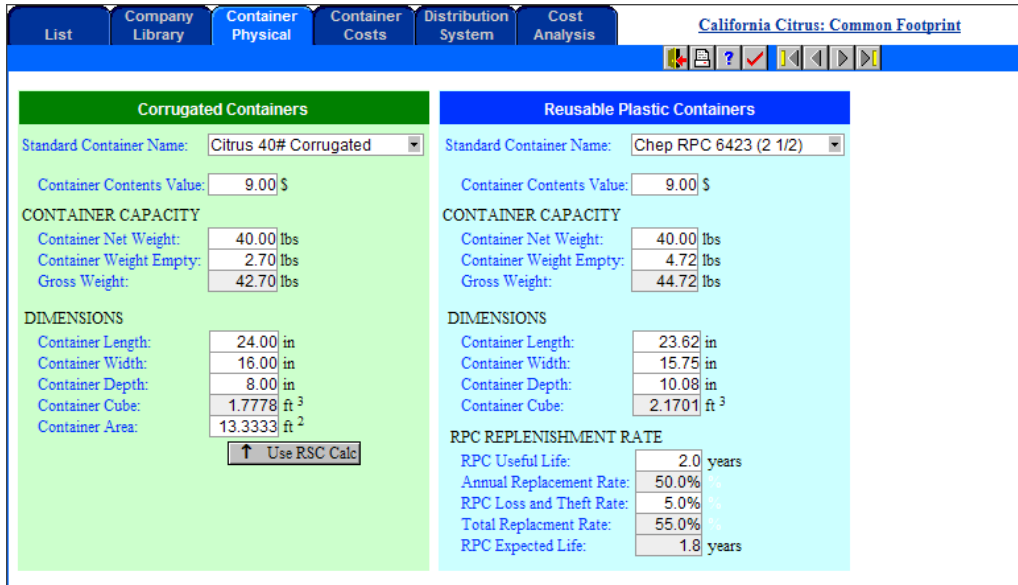 List
Company Library
Container Physical
Container Costs
Distribution System
Cost Analysis
California Citrus: Common Footprint
?
Corrugated Containers
Standard Container Name: Citrus 40# Corrugated
Container Contents Value: 9.00 $
CONTAINER CAPACITY
Container Net Weight: 40.00 lbs
Container Weight Empty: 2.70 lbs
Gross Weight: 42.70 lbs
DIMENSIONS
Container Length: 24.00 in
Container Width: 16.00 in
Container Depth: 8.00 in
Container Cube: 1.7778 ft 3
Container Area: 13.3333 ft 2
↑ Use RSC Calc
Reusable Plastic Containers
Standard Container Name: Chep RPC 6423 (2 1/2)
Container Contents Value: 9.00 $
CONTAINER CAPACITY
Container Net Weight: 40.00 lbs
Container Weight Empty: 4.72 lbs
Gross Weight: 44.72 lbs
DIMENSIONS
Container Length: 23.62 in
Container Width: 15.75 in
Container Depth: 10.08 in
Container Cube: 2.1701 ft 3
RPC REPLENISHMENT RATE
RPC Useful Life: 2.0 years
Annual Replacement Rate: 50.0% %
RPC Loss and Theft Rate: 5.0% %
Total Replacment Rate: 55.0% %
RPC Expected Life: 1.8 years